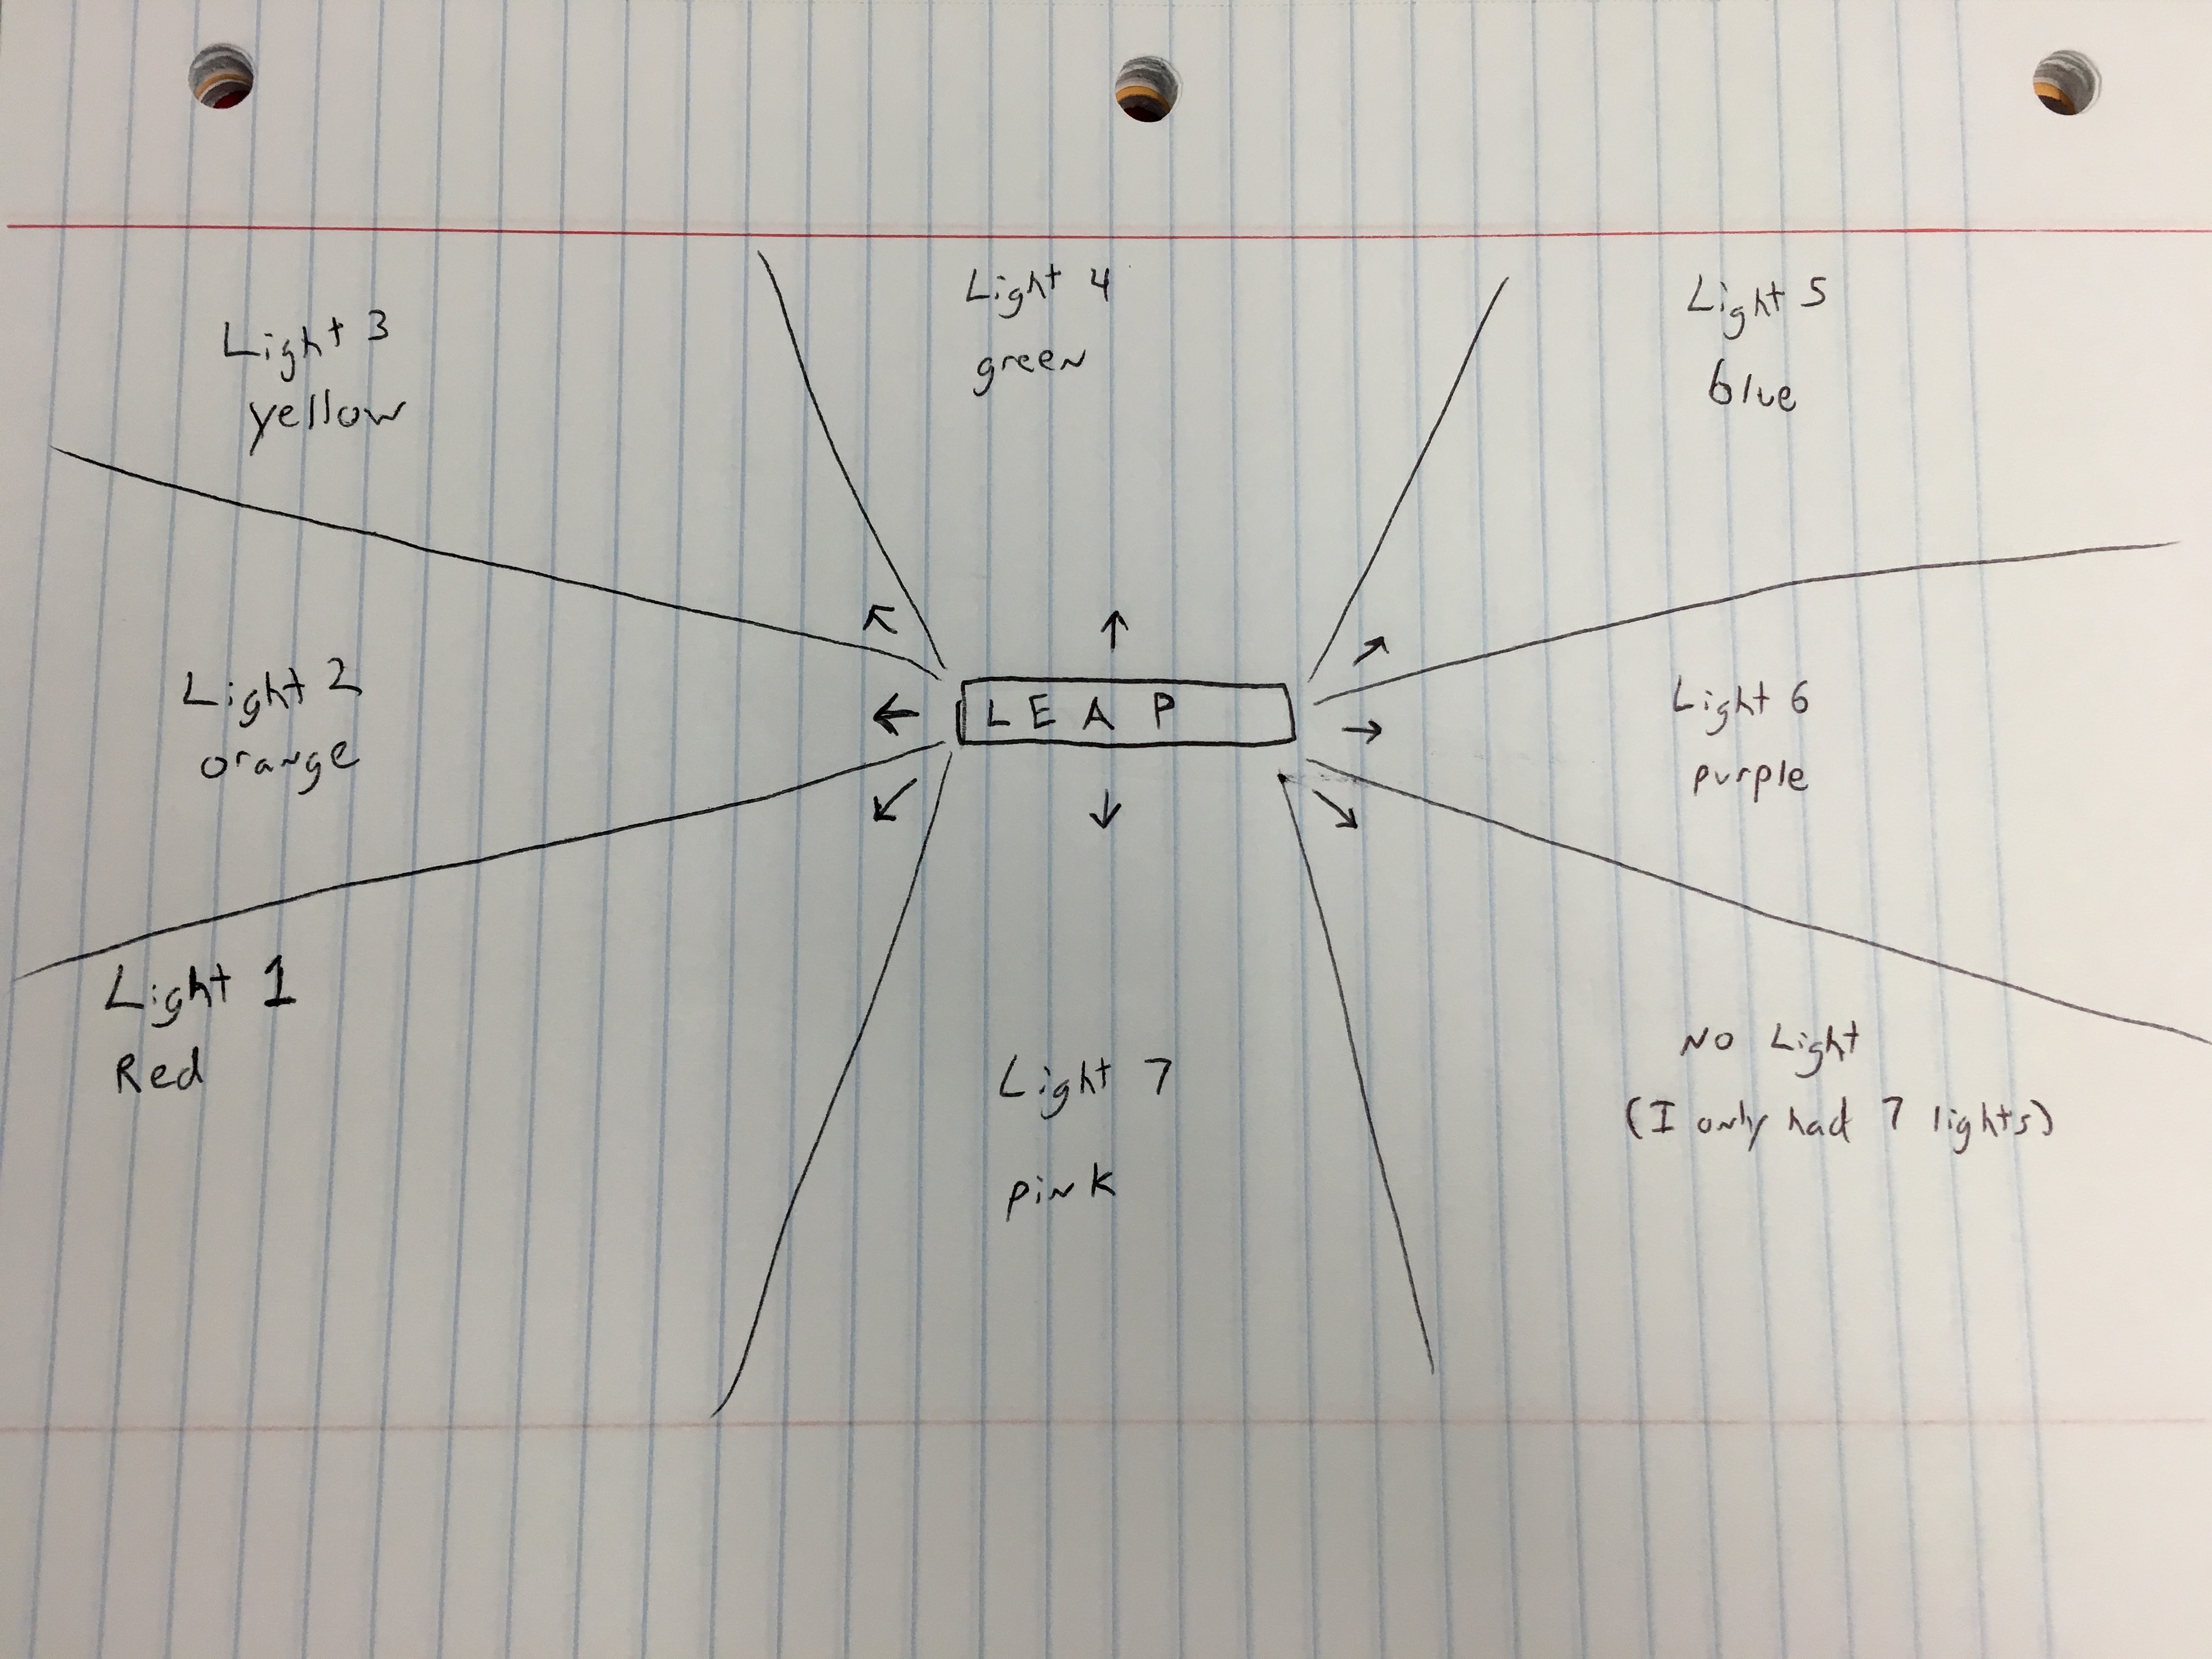 Light 3
yellow
Light 4
green
Light 5
blue
Light 2
orange
LEAP
Light 6
purple
Light 1
Red
Light 7
pink
No Light
(I only had 7 lights)